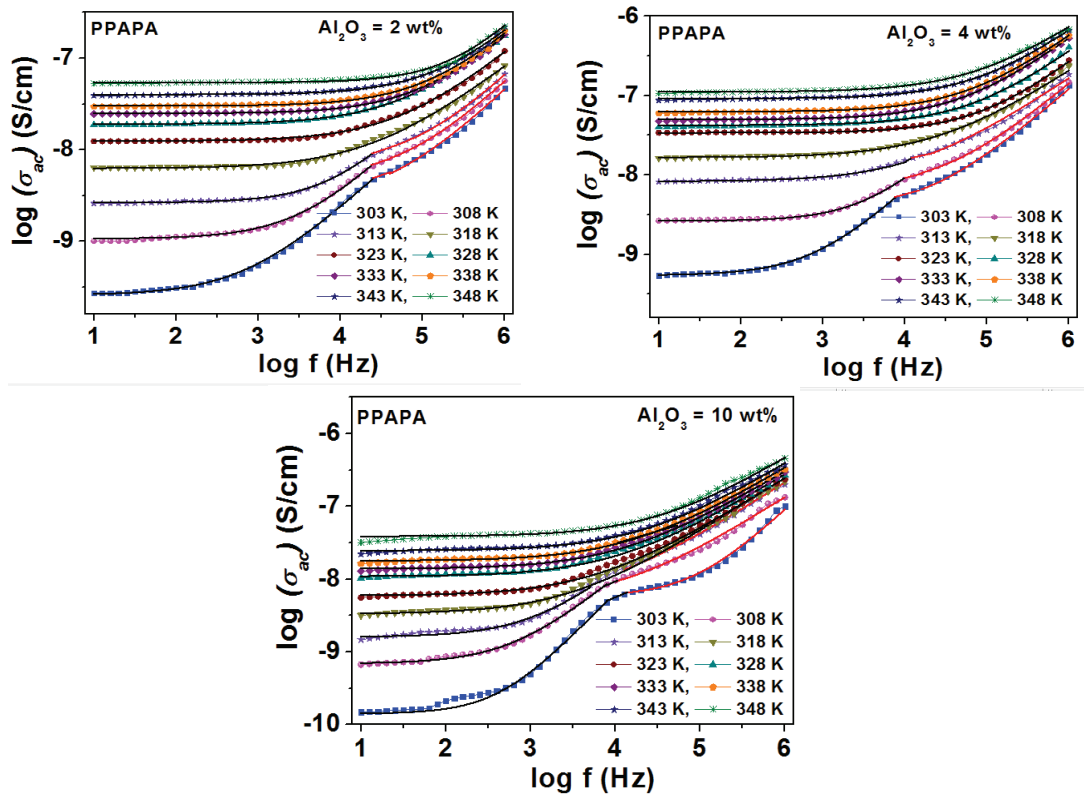 PPAPA
Al2O3 = 2 wt%
log (σac) (S/cm)
-7
-8
-9
303 K, 308 K
313 K, 318 K
323 K, 328 K
333 K, 338 K
343 K, 348 K
1 2 3 4 5 6
log f (Hz)
PPAPA
Al2O3 = 4 wt%
log (σac) (S/cm)
-6
-7
-8
-9
303 K, 308 K
313 K, 318 K
323 K, 328 K
333 K, 338 K
343 K, 348 K
1 2 3 4 5 6
log f (Hz)
PPAPA
Al2O3 = 10 wt%
log (σac) (S/cm)
-5
-6
-7
-8
-9
-10
303 K, 308 K
313 K, 318 K
323 K, 328 K
333 K, 338 K
343 K, 348 K
1 2 3 4 5 6
log f (Hz)